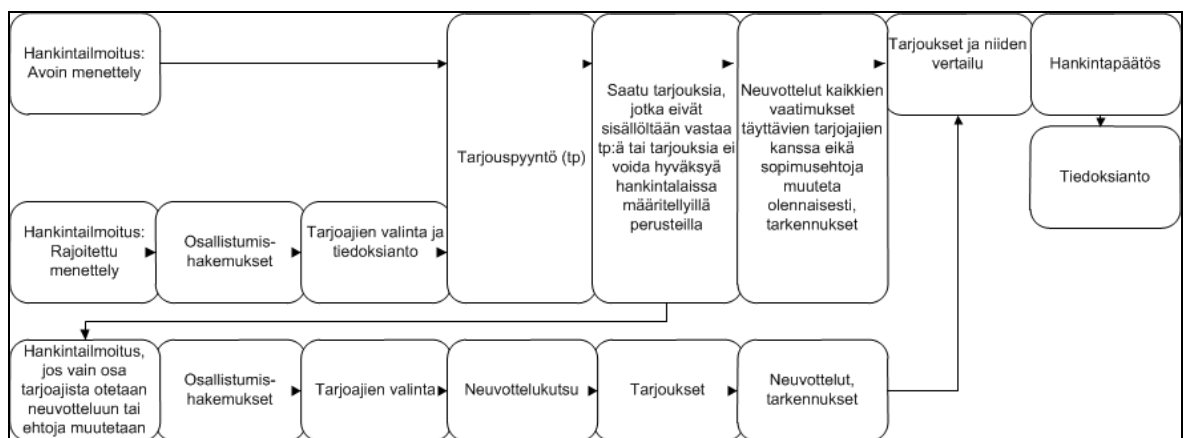 Hankintailmoitus:
Avoin menettely
Tarjouspyyntö (tp)
Saatu tarjouksia,
jotka eivät
sisällöltään vastaa
tp:ä tai tarjouksia ei
voida hyväksyä
hankintalaissa
määritellyillä
perusteilla
Neuvottelut kaikkien
vaatimukset
täyttävien tarjojajien
kanssa eikä
sopimusehtoja
muuteta
olennaisesti,
tarkennukset
Tarjoukset ja niiden
vertailu
Hankintapäätös
Tiedoksianto
Hankintailmoitus:
Rajoitettu
menettely
Osallistumis-
hakemukset
Tarjoajien valinta ja
tiedoksianto
Hankintailmoitus,
jos vain osa
tarjoajista otetaan
neuvotteluun tai
ehtoja muutetaan
Osallistumis-
hakemukset
Tarjoajien valinta
Neuvottelukutsu
Tarjoukset
Neuvottelut,
tarkennukset